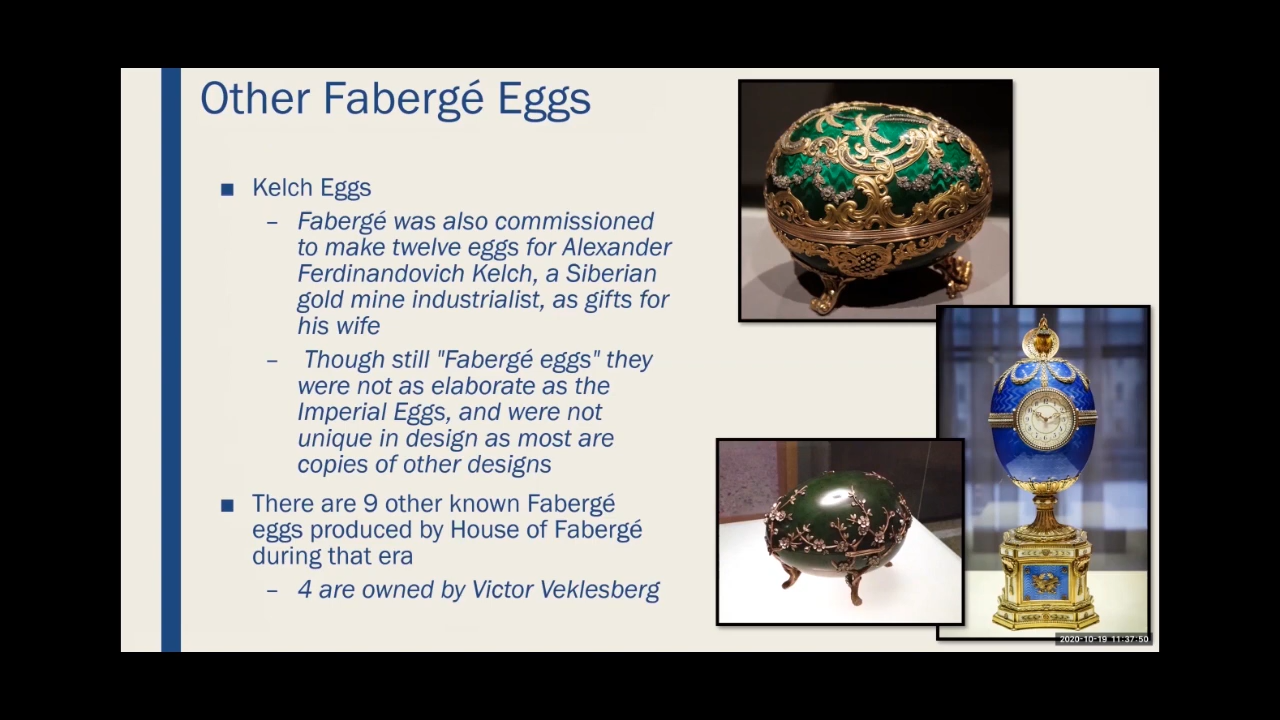 Other Fabergé Eggs
■ Kelch Eggs
– Fabergé was also commissioned
to make twelve eggs for Alexander
Ferdinandovich Kelch, a Siberian
gold mine industrialist, as gifts for
his wife
– Though still "Fabergé eggs" they
were not as elaborate as the
Imperial Eggs, and were not
unique in design as most are
copies of other designs
■ There are 9 other known Fabergé
eggs produced by House of Fabergé
during that era
– 4 are owned by Victor Veklesberg
2020-10-19 11:37:50